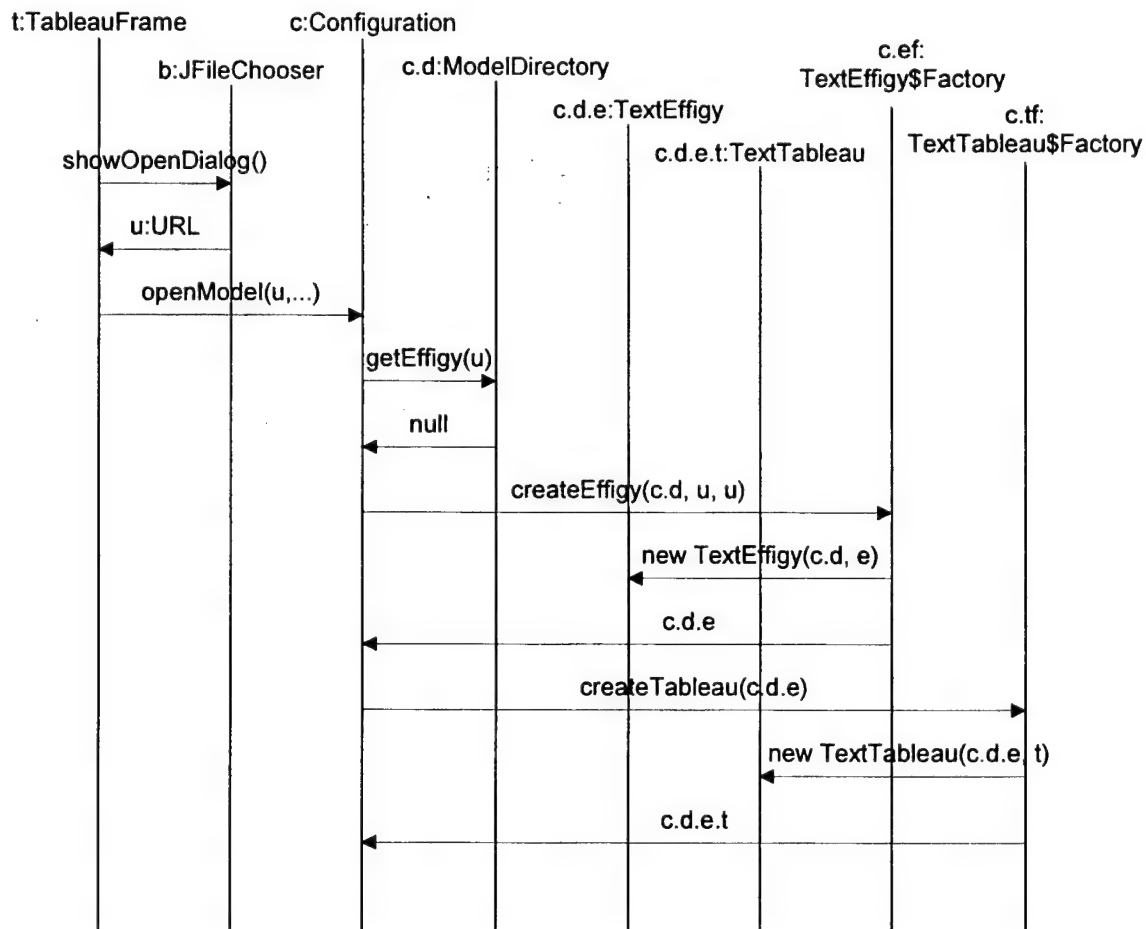 t:TableauFrame
c:Configuration
b:JFileChooser
c.d:ModelDirectory
c.ef:
TextEffigy$Factory
c.d.e:TextEffigy
c.tf:
TextTableau$Factory
c.d.e.t:TextTableau
showOpenDialog()
u:URL
openModel(u,...)
getEffigy(u)
null
createEffigy(c.d, u, u)
new TextEffigy(c.d, e)
c.d.e
createTableau(c.d.e)
new TextTableau(c.d.e, t)
c.d.e.t